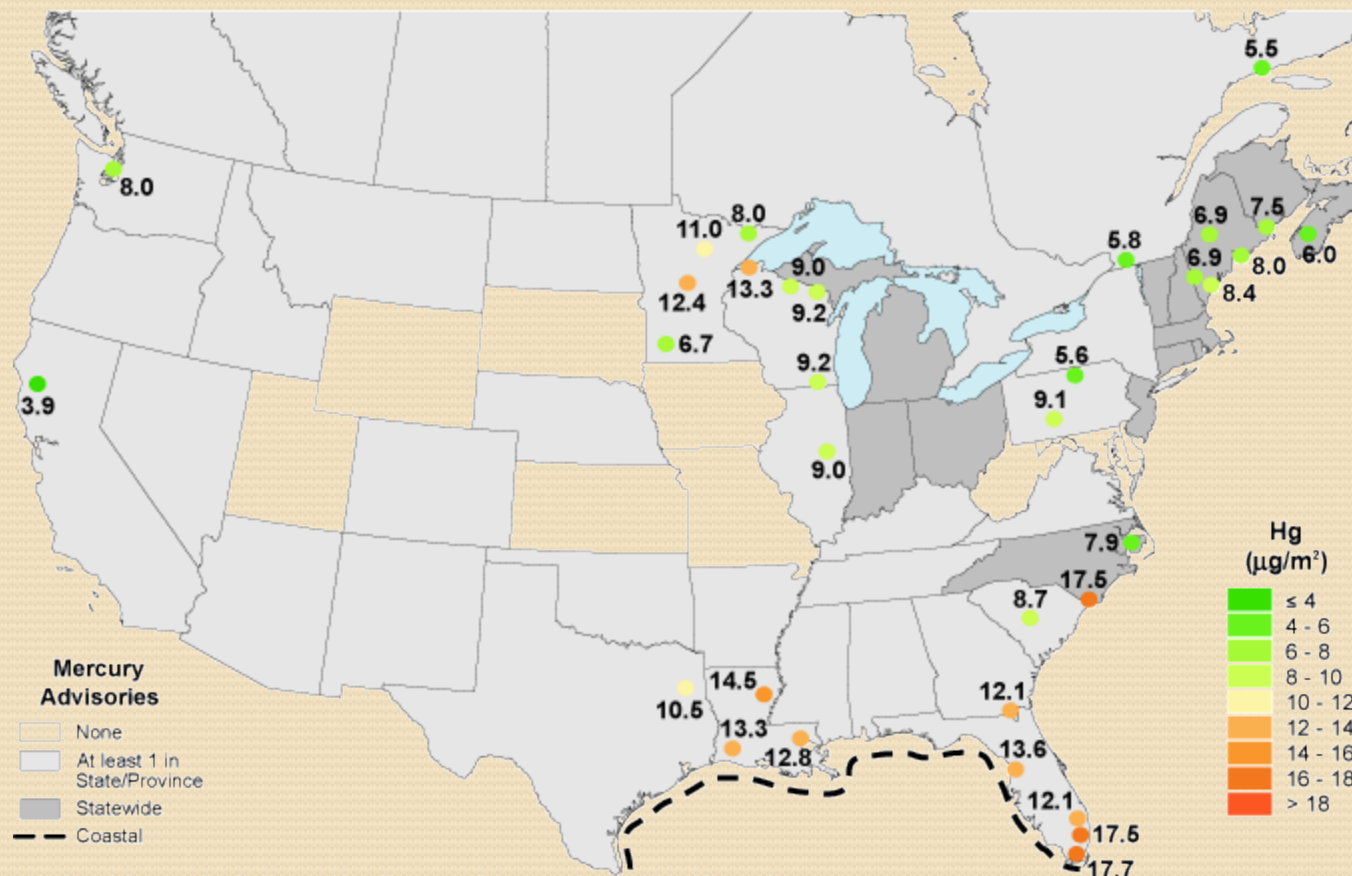 5.5
8.0
8.0
11.0
6.9
7.5
5.8
9.0
6.9
8.0
6.0
13.3
12.4
9.2
8.4
6.7
9.2
5.6
3.9
9.1
9.0
7.9
17.5
8.7
14.5
10.5
12.1
13.3
12.8
13.6
12.1
17.5
17.7
Mercury
Advisories
None
At least 1 in
State/Province
Statewide
Coastal
Hg
(µg/m²)
≤ 4
4 - 6
6 - 8
8 - 10
10 - 12
12 - 14
14 - 16
16 - 18
> 18